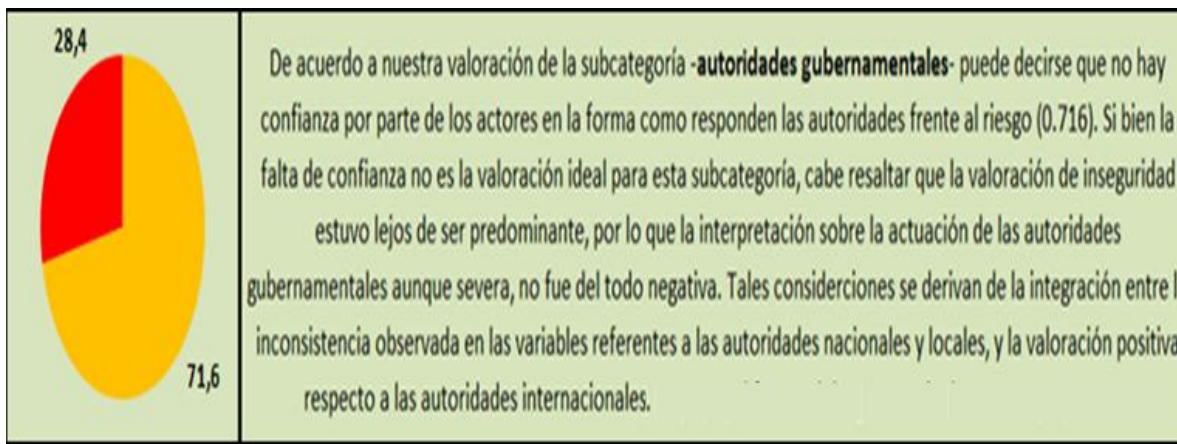 28,4
De acuerdo a nuestra valoración de la subcategoría -autoridades gubernamentales- puede decirse que no hay
confianza por parte de los actores en la forma como responden las autoridades frente al riesgo (0.716). Si bien la
falta de confianza no es la valoración ideal para esta subcategoría, cabe resaltar que la valoración de inseguridad
estuvo lejos de ser predominante, por lo que la interpretación sobre la actuación de las autoridades
gubernamentales aunque severa, no fue del todo negativa. Tales considerciones se derivan de la integración entre
inconsistencia observada en las variables referentes a las autoridades nacionales y locales, y la valoración positiva
71,6
respecto a las autoridades internacionales.